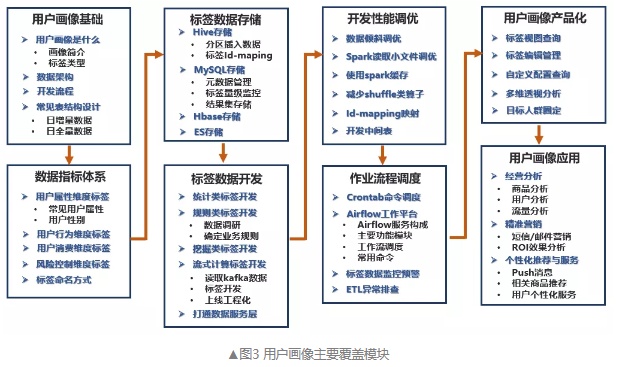 用户画像基础
用户画像是什么
画像简介
标签类型
数据架构
开发流程
常见表结构设计
日增量数据
日全量数据
数据指标体系
用户属性维度标签
常见用户属性
用户性别
用户行为维度标签
用户消费维度标签
风险控制维度标签
标签命名方式
标签数据存储
Hive存储
分区插入数据
标签Id-maping
MySQL存储
元数据管理
标签量级监控
结果集存储
Hbase存储
ES存储
标签数据开发
统计类标签开发
规则类标签开发
数据调研
确定业务规则
挖掘类标签开发
流式计算标签开发
读取kafka数据
标签开发
上线工程化
打通数据服务层
开发性能调优
数据倾斜调优
Spark读取小文件调优
使用spark缓存
减少shuffle类算子
Id-mapping映射
开发中间表
作业流程调度
Crontab命令调度
Airflow工作平台
Airflow服务构成
主要功能模块
工作流调度
常用命令
标签数据监控预警
ETL异常排查
用户画像产品化
标签视图查询
标签编辑管理
自定义配置查询
多维透视分析
目标人群圈定
用户画像应用
经营分析
商品分析
用户分析
流量分析
精准营销
短信/邮件营销
ROI效果分析
个性化推荐与服务
Push消息
相关商品推荐
用户个性化服务
▲图3 用户画像主要覆盖模块